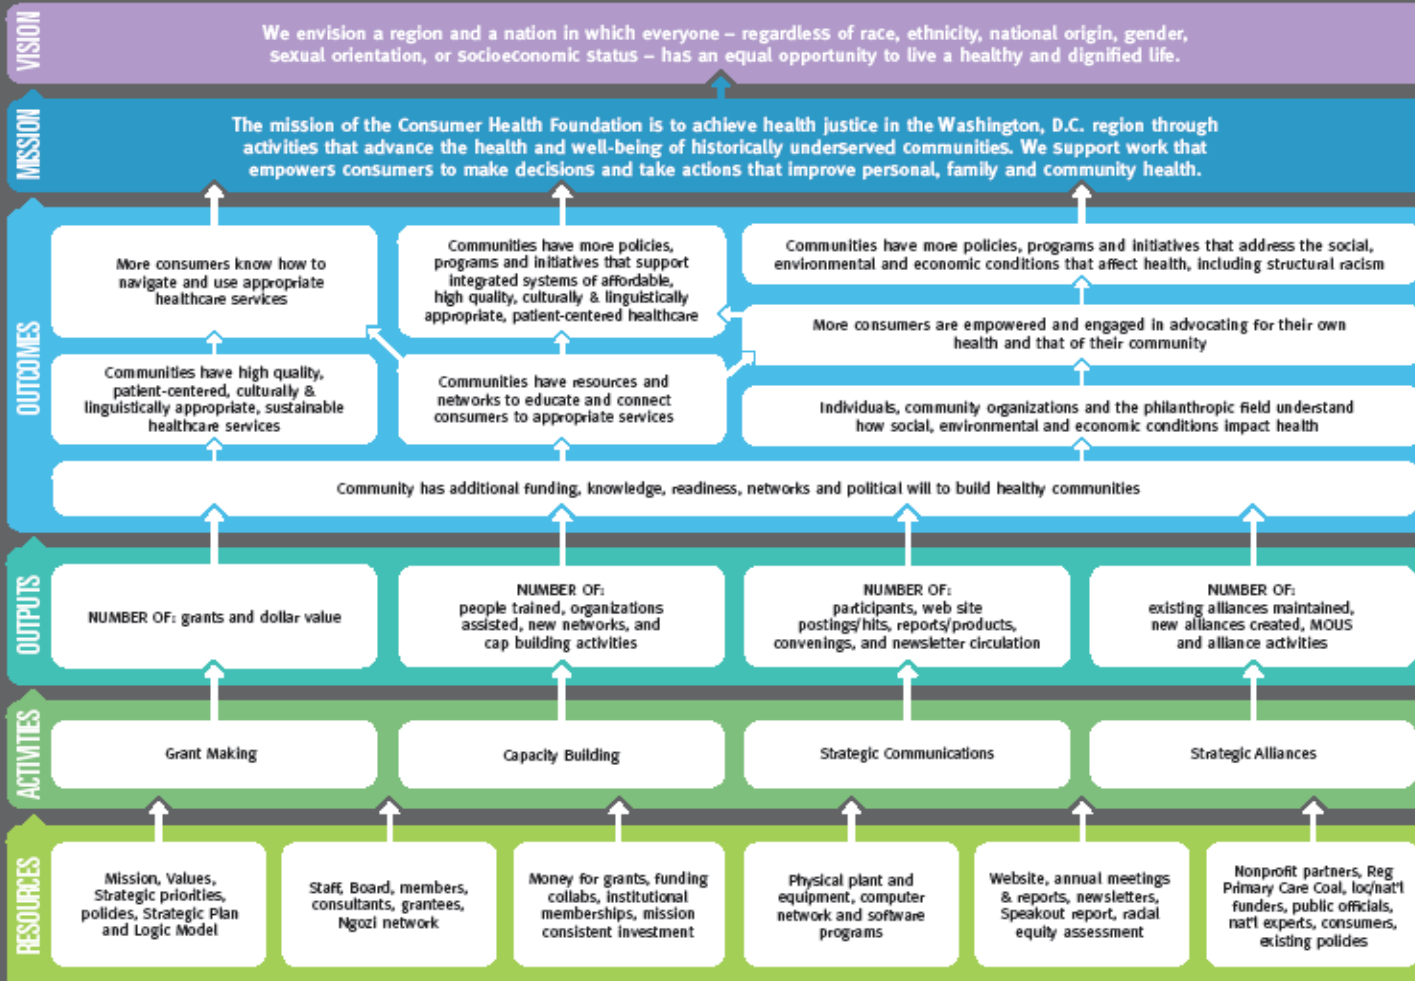 VISION
We envision a region and a nation in which everyone – regardless of race, ethnicity, national origin, gender,
sexual orientation, or socioeconomic status – has an equal opportunity to live a healthy and dignified life.
MISSION
The mission of the Consumer Health Foundation is to achieve health justice in the Washington, D.C. region through
activities that advance the health and well-being of historically underserved communities. We support work that
empowers consumers to make decisions and take actions that improve personal, family and community health.
OUTCOMES
More consumers know how to
navigate and use appropriate
healthcare services
Communities have more policies,
programs and initiatives that support
integrated systems of affordable,
high quality, culturally & linguistically
appropriate, patient-centered healthcare
Communities have more policies, programs and initiatives that address the social,
environmental and economic conditions that affect health, including structural racism
More consumers are empowered and engaged in advocating for their own
health and that of their community
Communities have high quality,
patient-centered, culturally &
linguistically appropriate, sustainable
healthcare services
Communities have resources and
networks to educate and connect
consumers to appropriate services
Individuals, community organizations and the philanthropic field understand
how social, environmental and economic conditions impact health
Community has additional funding, knowledge, readiness, networks and political will to build healthy communities
OUTPUTS
NUMBER OF: grants and dollar value
NUMBER OF:
people trained, organizations
assisted, new networks, and
cap building activities
NUMBER OF:
participants, web site
postings/hits, reports/products,
convenings, and newsletter circulation
NUMBER OF:
existing alliances maintained,
new alliances created, MOUS
and alliance activities
ACTIVITIES
Grant Making
Capacity Building
Strategic Communications
Strategic Alliances
RESOURCES
Mission, Values,
Strategic priorities,
policies, Strategic Plan
and Logic Model
Staff, Board, members,
consultants, grantees,
Ngozi network
Money for grants, funding
collabs, institutional
memberships, mission
consistent investment
Physical plant and
equipment, computer
network and software
programs
Website, annual meetings
& reports, newsletters,
Speakout report, racial
equity assessment
Nonprofit partners, Reg
Primary Care Coal, loc/nat'l
funders, public officials,
nat'l experts, consumers,
existing policies